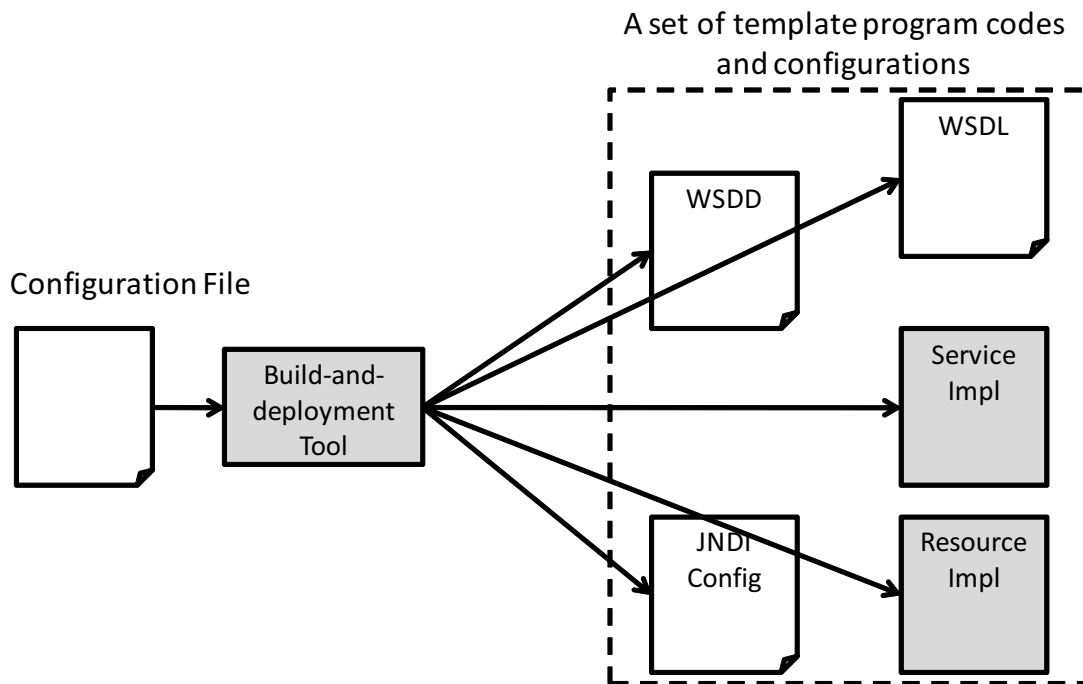 A set of template program codes
and configurations
WSDL
WSDD
Configuration File
Build-and-
deployment
Tool
Service
Impl
JNDI
Config
Resource
Impl